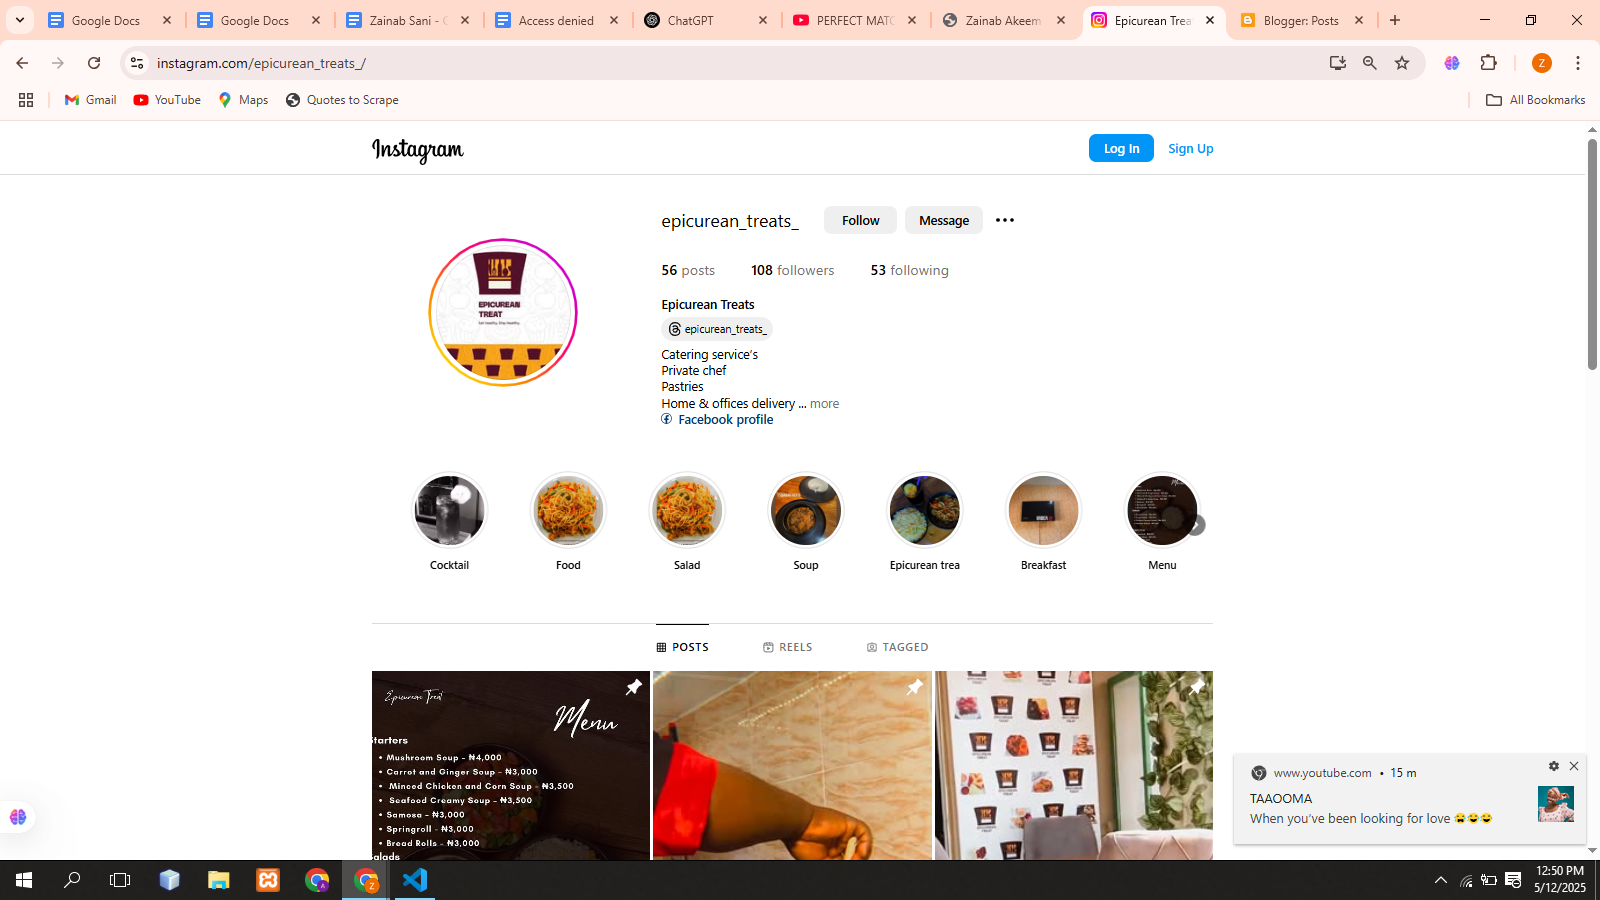 Google Docs
Google Docs
Zainab Sani - C
Access denied
ChatGPT
PERFECT MATC
Zainab Akeem
Epicurean Trea
Blogger: Posts
instagram.com/epicurean_treats_/
Z
Gmail
YouTube
Maps
Quotes to Scrape
All Bookmarks
Instagram
Log In
Sign Up
epicurean_treats_
Follow
Message
56 posts
108 followers
53 following
EPICUREAN
TREAT
Eat healthy, Stay healthy
Epicurean Treats
epicurean_treats_
Catering service's
Private chef
Pastries
Home & offices delivery ... more
Facebook profile
Cocktail
Food
Salad
Soup
Epicurean trea
Breakfast
Menu
POSTS
REELS
TAGGED
Epicurean Treat
Menu
Starters
• Mushroom Soup - ₦4,000
• Carrot and Ginger Soup - ₦3,000
• Minced Chicken and Corn Soup - ₦3,500
• Seafood Creamy Soup - ₦3,500
• Samosa - ₦3,000
• Springroll - ₦3,000
• Bread Rolls - ₦3,000
Salads
www.youtube.com • 15 m
TAAOOMA
When you've been looking for love 😭😂😂
12:50 PM
5/12/2025